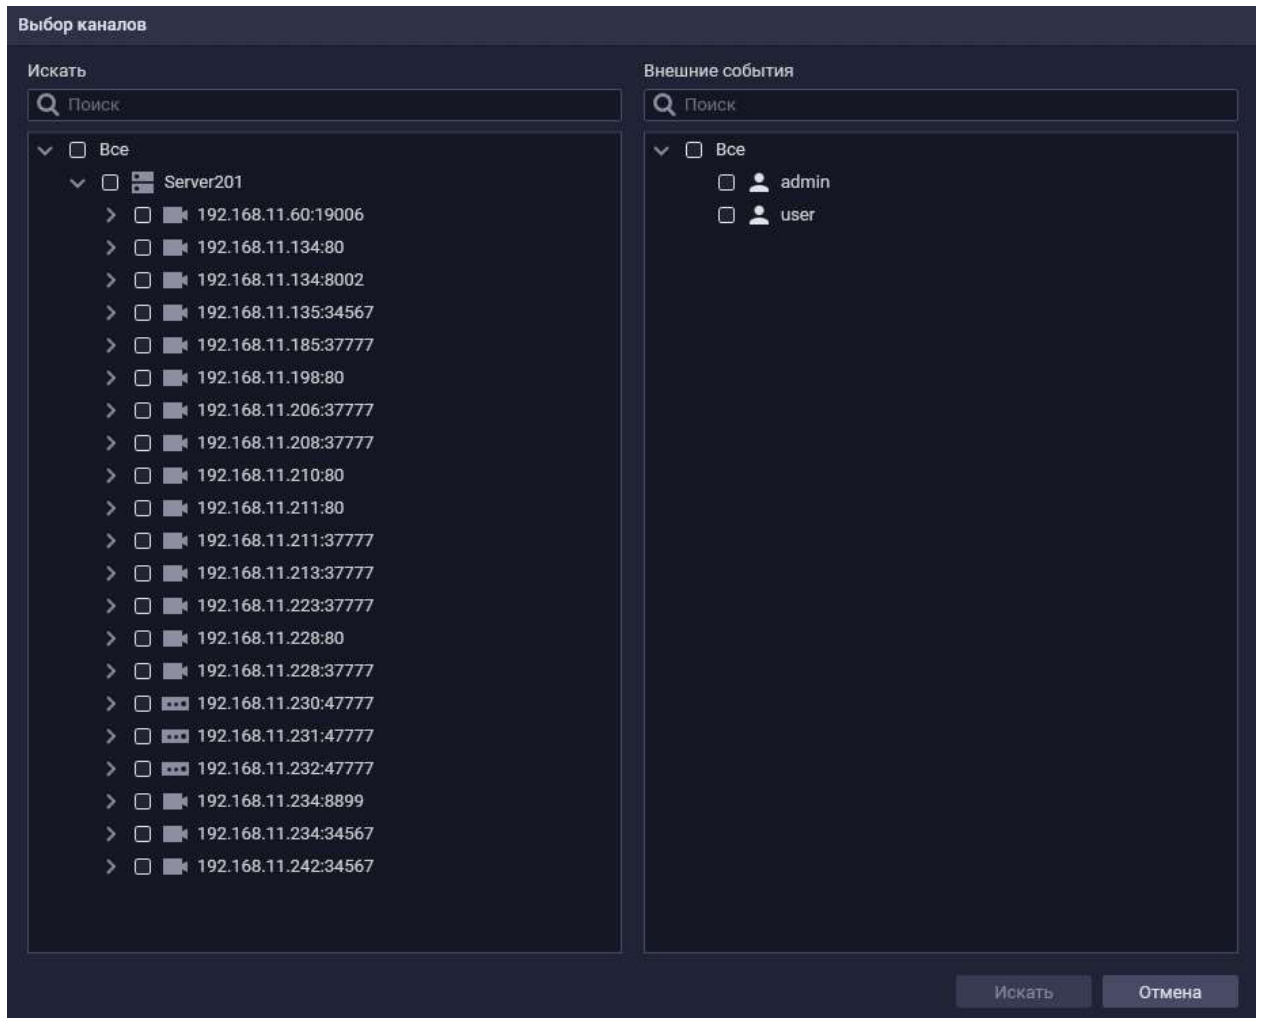 Выбор каналов
Искать
Поиск
Все
Server201
192.168.11.60:19006
192.168.11.134:80
192.168.11.134:8002
192.168.11.135:34567
192.168.11.185:37777
192.168.11.198:80
192.168.11.206:37777
192.168.11.208:37777
192.168.11.210:80
192.168.11.211:80
192.168.11.211:37777
192.168.11.213:37777
192.168.11.223:37777
192.168.11.228:80
192.168.11.228:37777
192.168.11.230:47777
192.168.11.231:47777
192.168.11.232:47777
192.168.11.234:8899
192.168.11.234:34567
192.168.11.242:34567
Внешние события
Поиск
Все
admin
user
Искать
Отмена